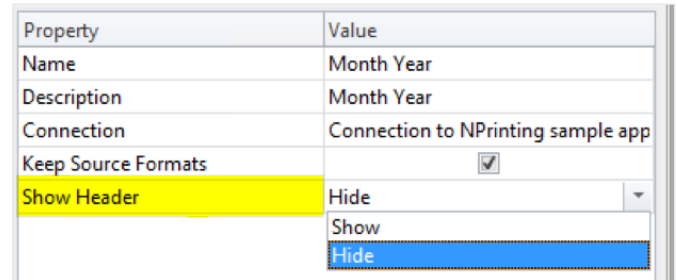 Property Value
Name Month Year
Description Month Year
Connection Connection to NPrinting sample app
Keep Source Formats
Show Header Hide
Show
Hide